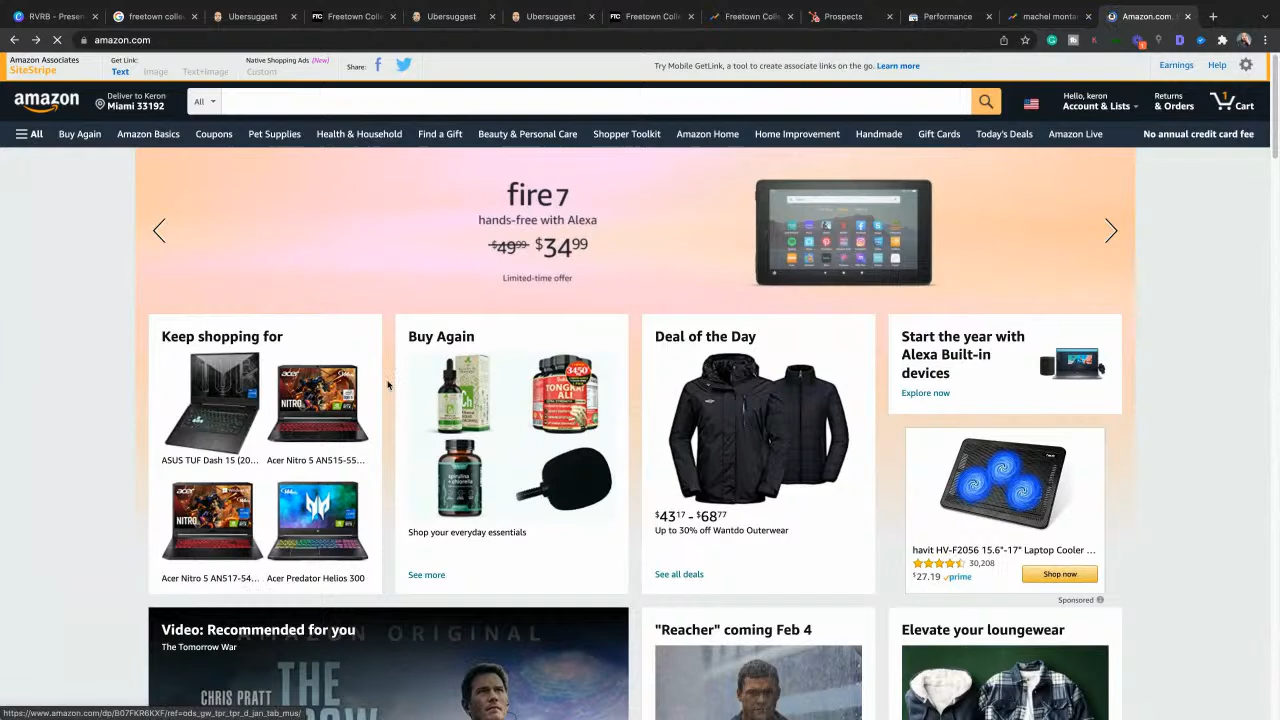 RVRB - Presen
freetown colle
Ubersuggest
Freetown Colle
Ubersuggest
Ubersuggest
Freetown Colle
Freetown Coll
Prospects
Performance
machel monta
Amazon.com.
amazon.com
Amazon Associates
SiteStripe
Get Link:
Text Image Text+Image
Native Shopping Ads (New)
Custom
Share:
Try Mobile GetLink, a tool to create associate links on the go. Learn more
Earnings
Help
amazon
Deliver to Keron
Miami 33192
All
Hello, keron
Account & Lists
Returns
& Orders
1
Cart
All
Buy Again
Amazon Basics
Coupons
Pet Supplies
Health & Household
Find a Gift
Beauty & Personal Care
Shopper Toolkit
Amazon Home
Home Improvement
Handmade
Gift Cards
Today's Deals
Amazon Live
No annual credit card fee
fire 7
hands-free with Alexa
$49.99 $34.99
Limited-time offer
Keep shopping for
ASUS TUF Dash 15 (20...
Acer Nitro 5 AN515-55...
Acer Nitro 5 AN517-54...
Acer Predator Helios 300
Buy Again
3450
TONGKAT
ALI
spirulina
+ chlorella
Shop your everyday essentials
See more
Deal of the Day
$43.17 - $68.77
Up to 30% off Wantdo Outerwear
See all deals
Start the year with
Alexa Built-in
devices
Explore now
havit HV-F2056 15.6"-17" Laptop Cooler ...
30,208
$27.19 prime
Shop now
Sponsored
Video: Recommended for you
The Tomorrow War
ORIGINAL
CHRIS PRATT
THE
"Reacher" coming Feb 4
Elevate your loungewear
https://www.amazon.com/dp/B07FKR6KXF/ref=ods_gw_tpr_tpr_d_jan_tab_mus/